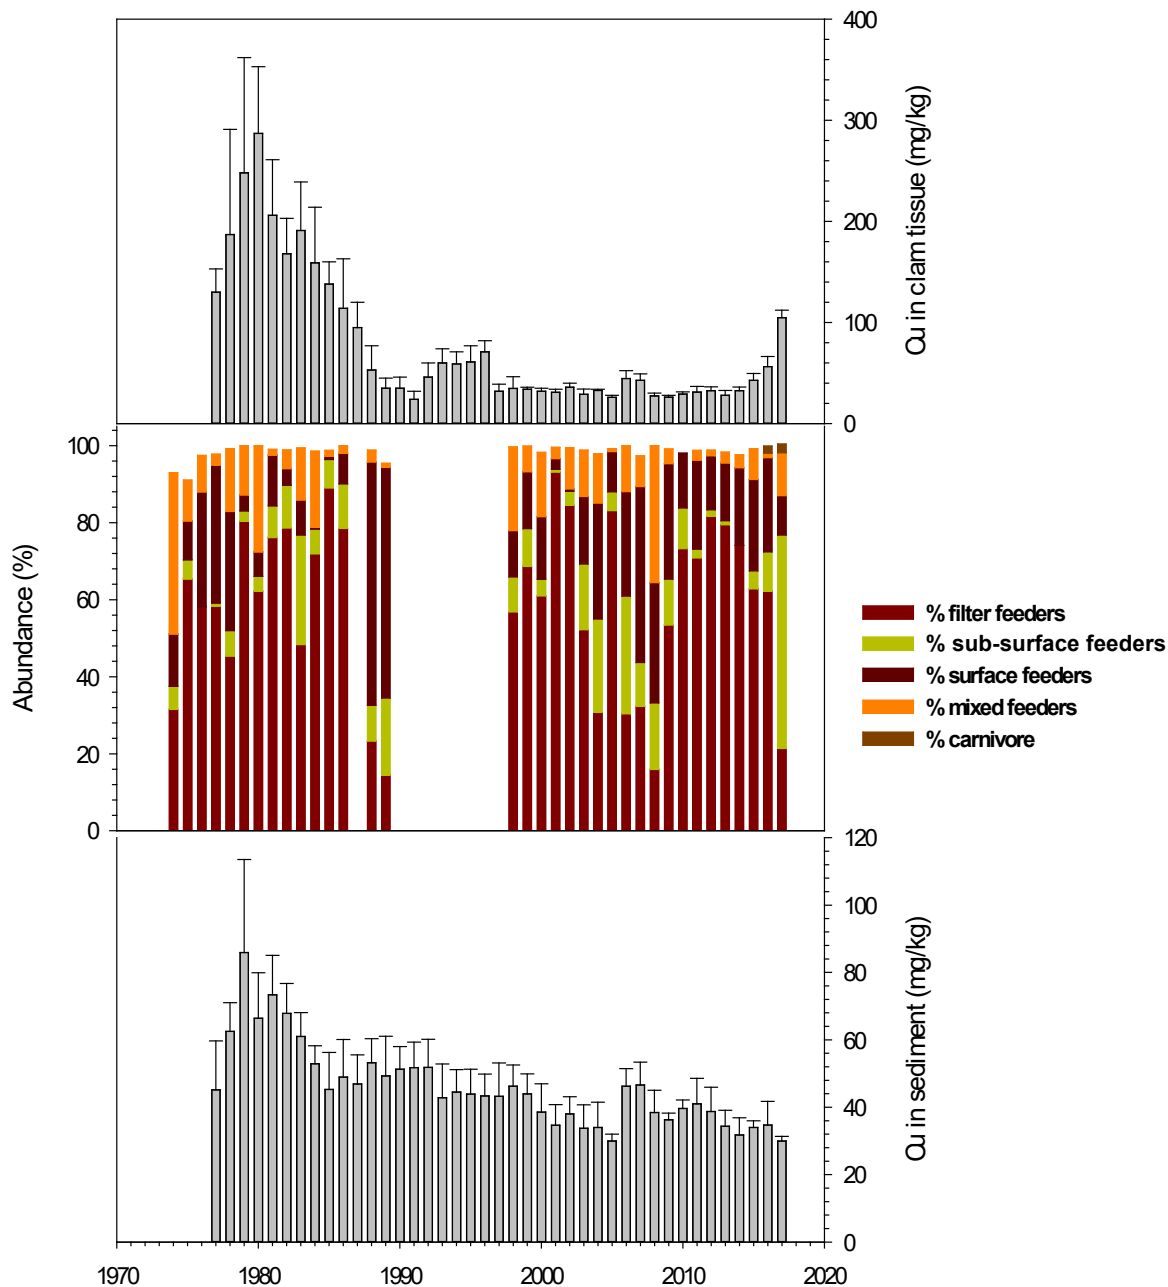 400
300
200
100
0
Cu in clam tissue (mg/kg)
100
80
60
40
20
0
Abundance (%)
% filter feeders
% sub-surface feeders
% surface feeders
% mixed feeders
% carnivore
120
100
80
60
40
20
0
Cu in sediment (mg/kg)
1970 1980 1990 2000 2010 2020